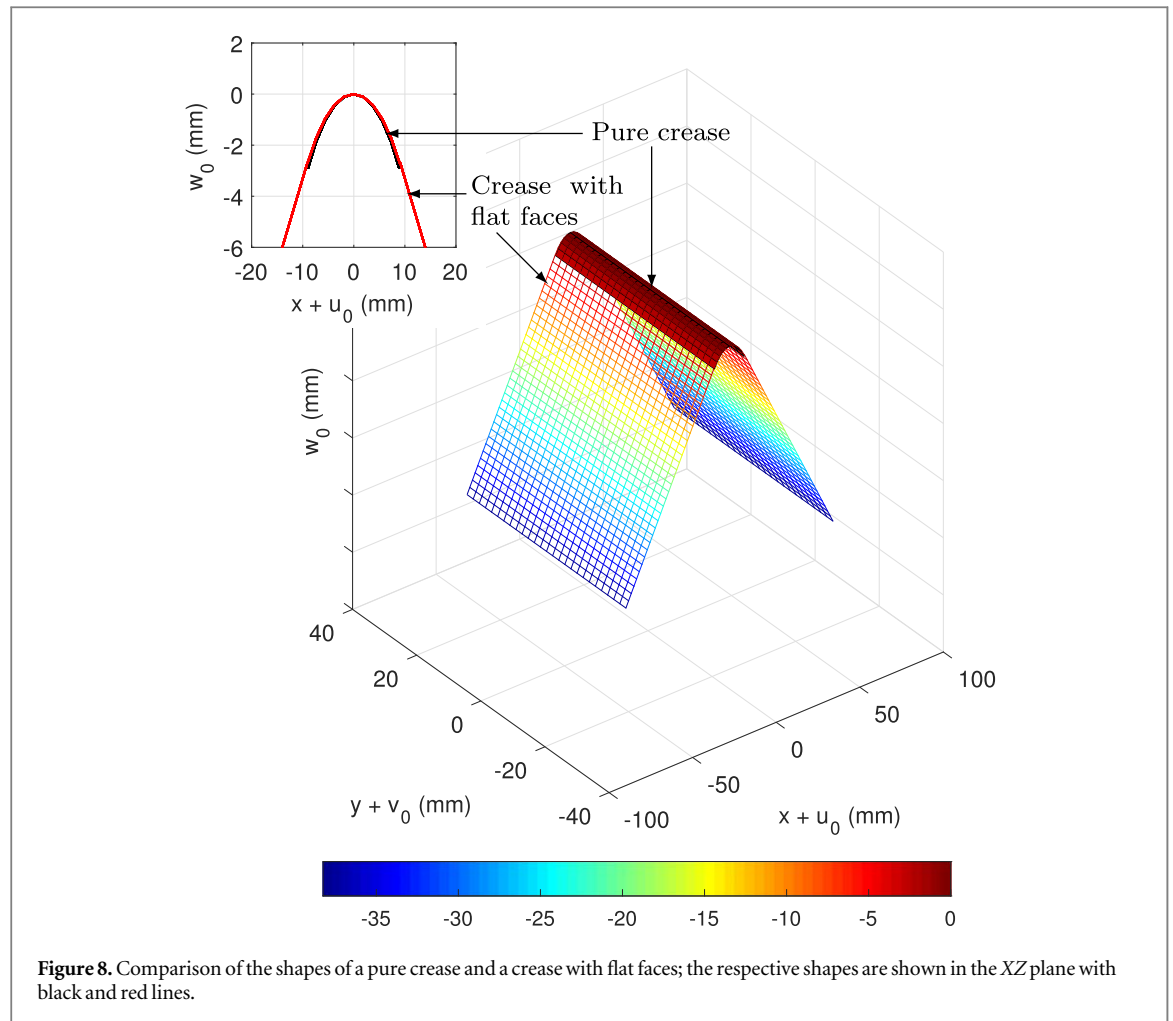 2
0
-2
-4
-6
w0 (mm)
-20 -10 0 10 20
x + u0 (mm)
Pure crease
Crease with
flat faces
w0 (mm)
40
20
0
-20
-40
y + v0 (mm)
-100
-50
0
50
100
x + u0 (mm)
-35 -30 -25 -20 -15 -10 -5 0
Figure 8. Comparison of the shapes of a pure crease and a crease with flat faces; the respective shapes are shown in the XZ plane with
black and red lines.